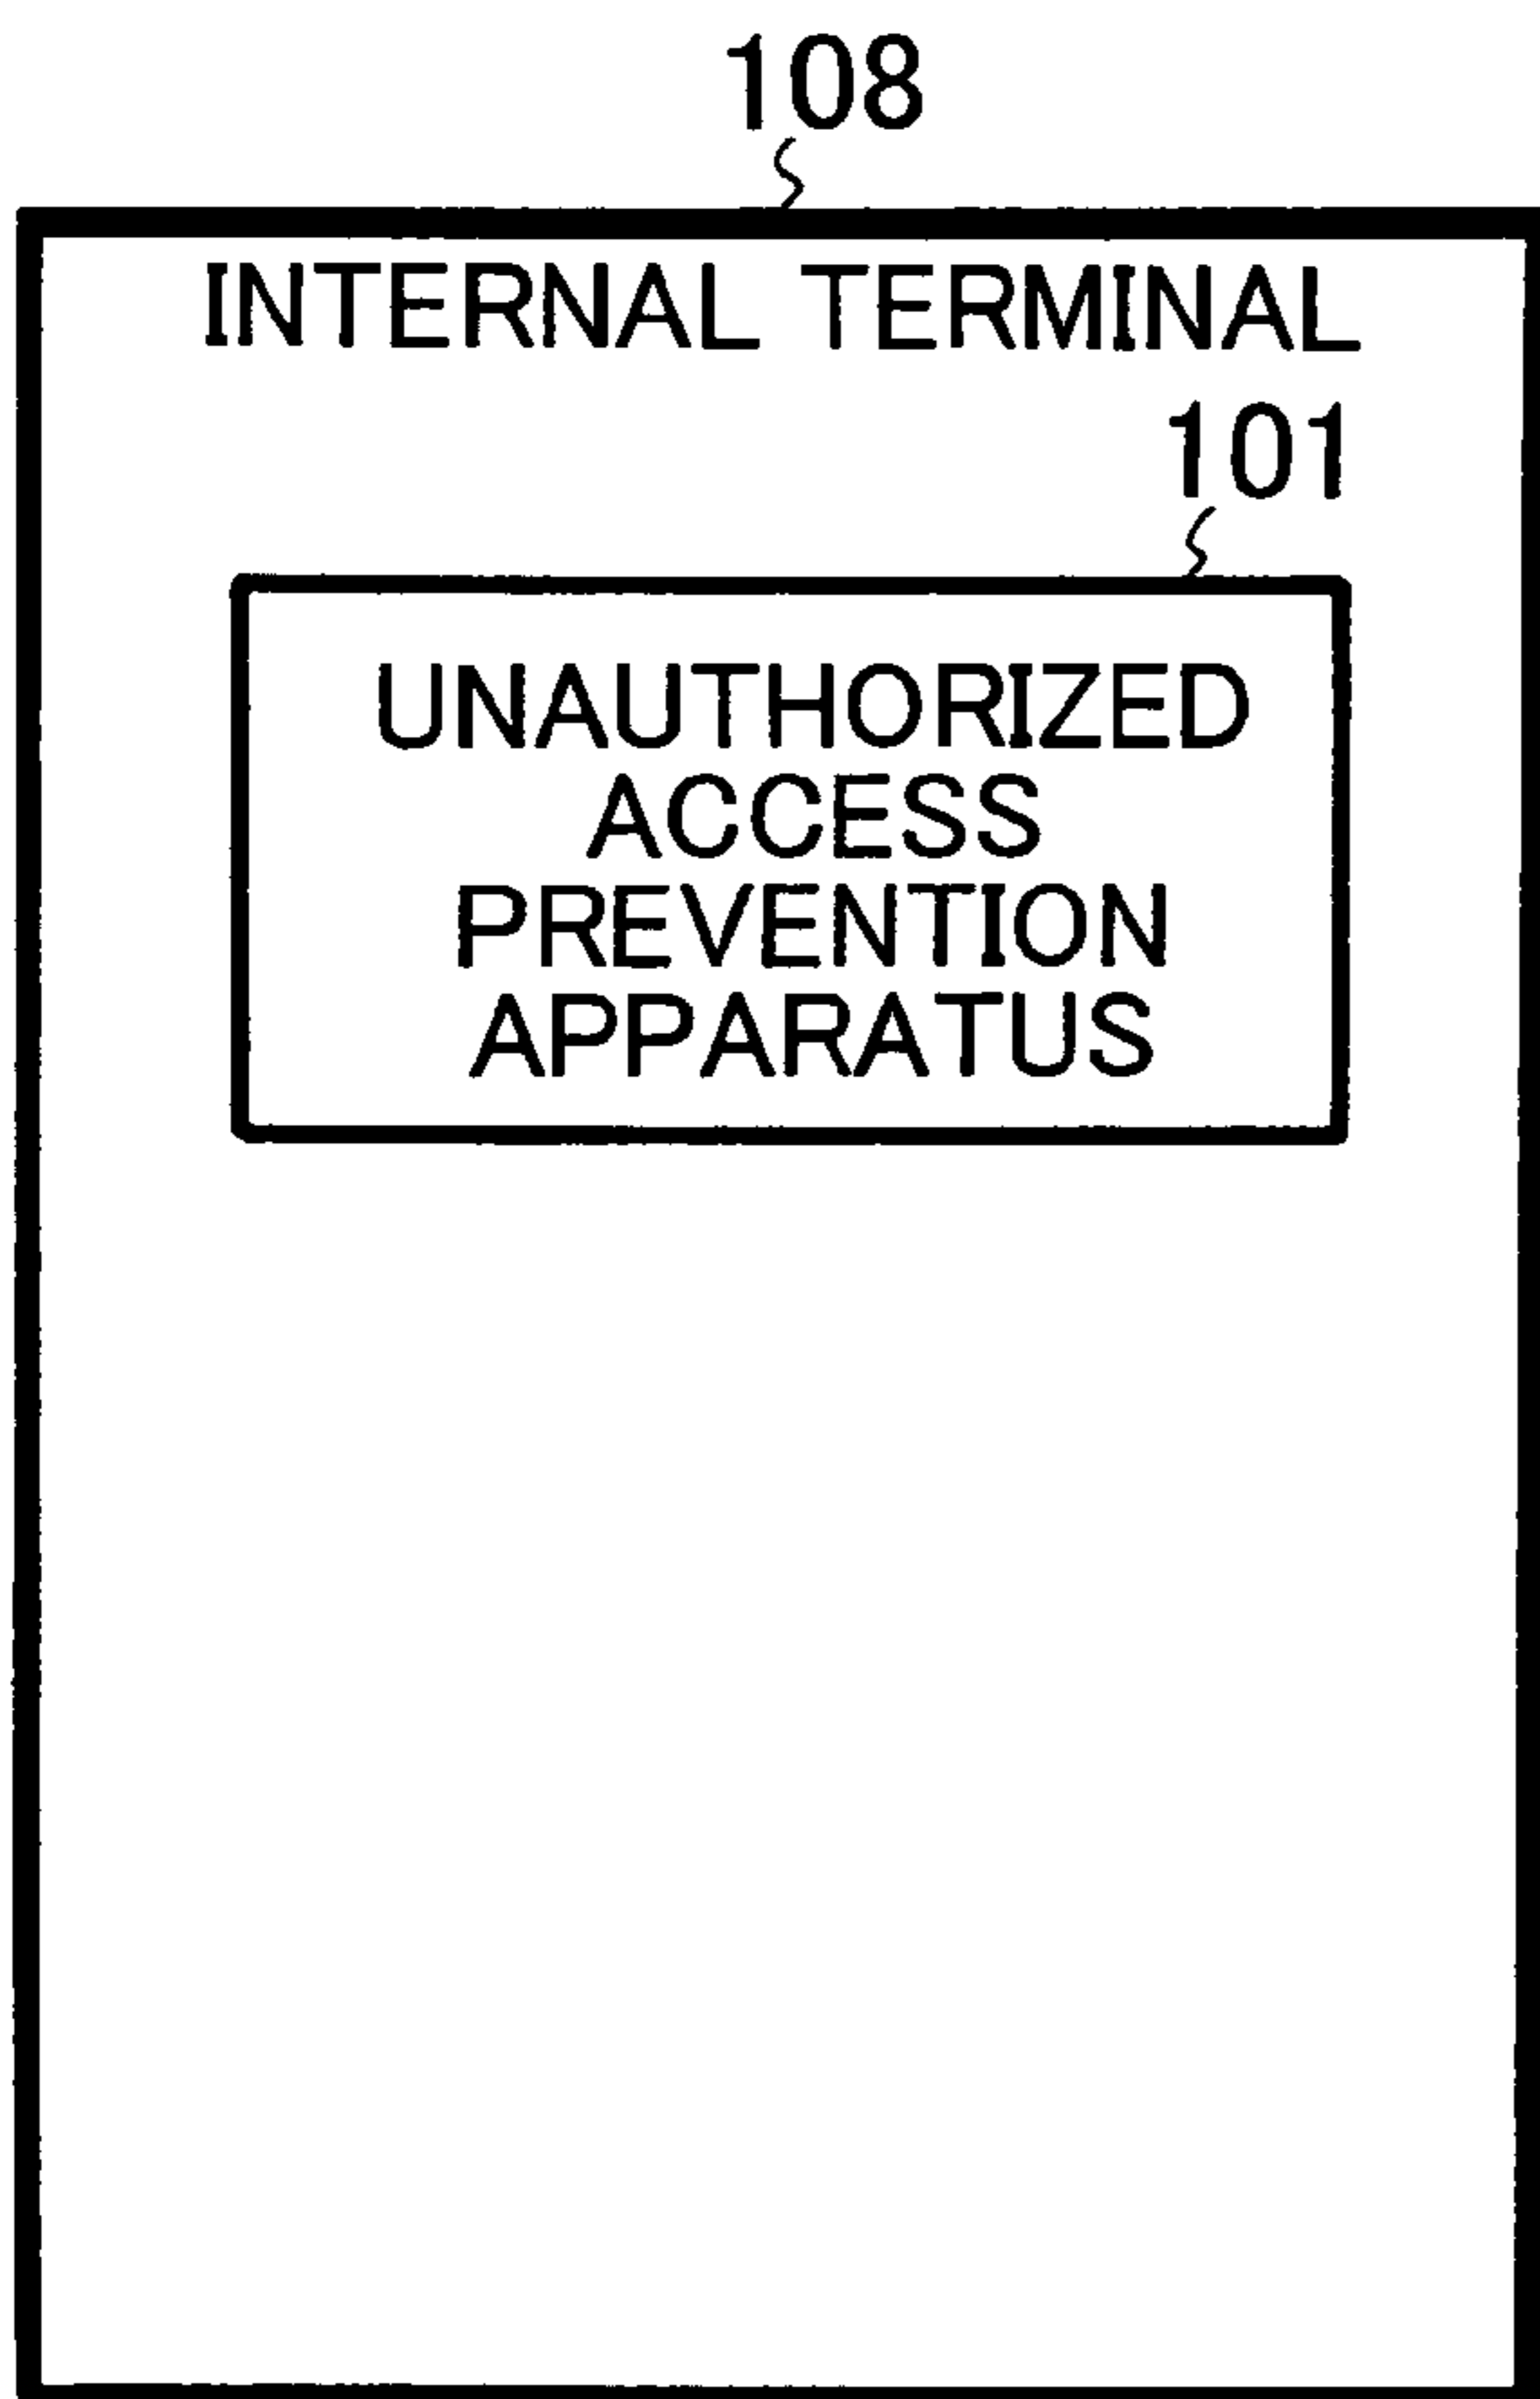 108
INTERNAL TERMINAL
101
UNAUTHORIZED
ACCESS
PREVENTION
APPARATUS